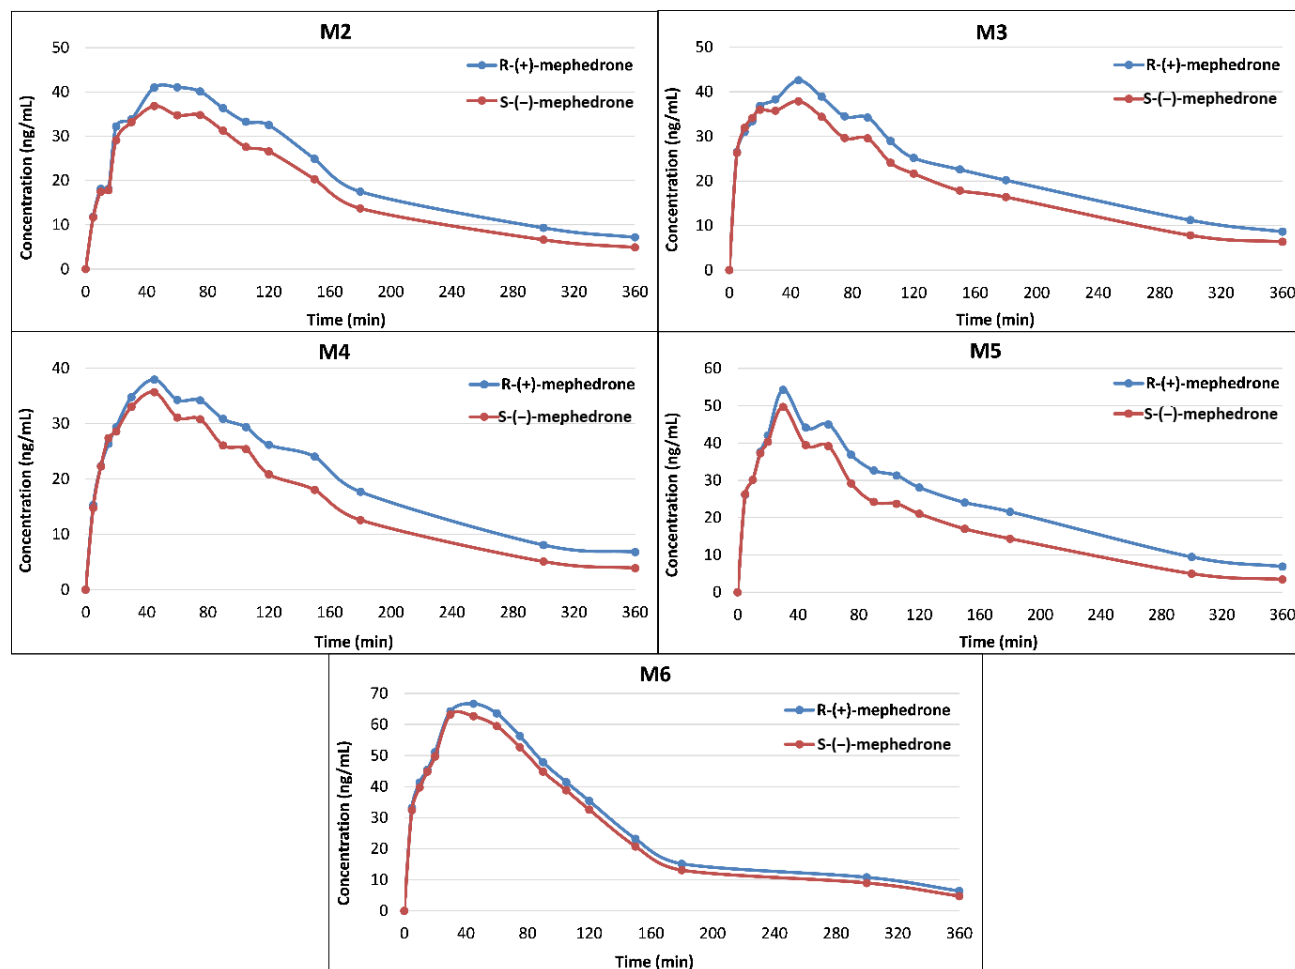 M2
R-(+)-mephedrone
S-(−)-mephedrone
Concentration (ng/mL)
50
40
30
20
10
0
0 40 80 120 160 200 240 280 320 360
Time (min)
M3
R-(+)-mephedrone
S-(−)-mephedrone
Concentration (ng/mL)
50
40
30
20
10
0
0 40 80 120 160 200 240 280 320 360
Time (min)
M4
R-(+)-mephedrone
S-(−)-mephedrone
Concentration (ng/mL)
40
30
20
10
0
0 40 80 120 160 200 240 280 320 360
Time (min)
M5
R-(+)-mephedrone
S-(−)-mephedrone
Concentration (ng/mL)
60
50
40
30
20
10
0
0 40 80 120 160 200 240 280 320 360
Time (min)
M6
R-(+)-mephedrone
S-(−)-mephedrone
Concentration (ng/mL)
70
60
50
40
30
20
10
0
0 40 80 120 160 200 240 280 320 360
Time (min)